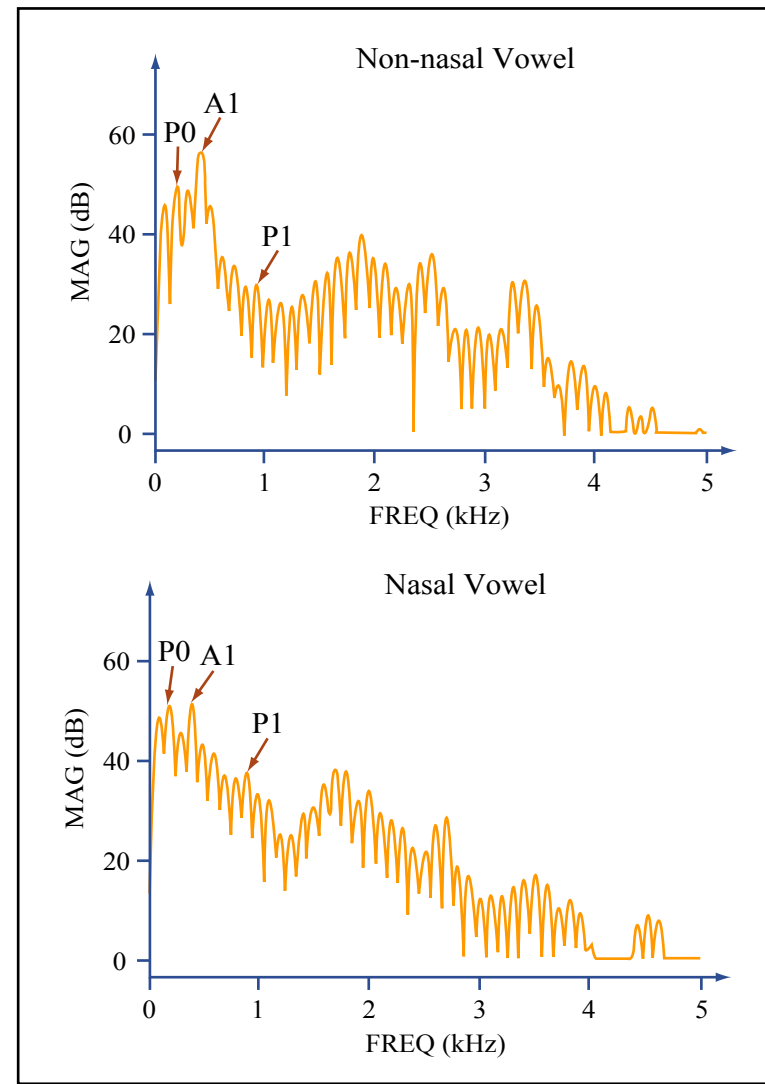 Non-nasal Vowel
A1
P0
P1
MAG (dB)
60
40
20
0
0 1 2 3 4 5
FREQ (kHz)
Nasal Vowel
P0 A1
P1
MAG (dB)
60
40
20
0
0 1 2 3 4 5
FREQ (kHz)